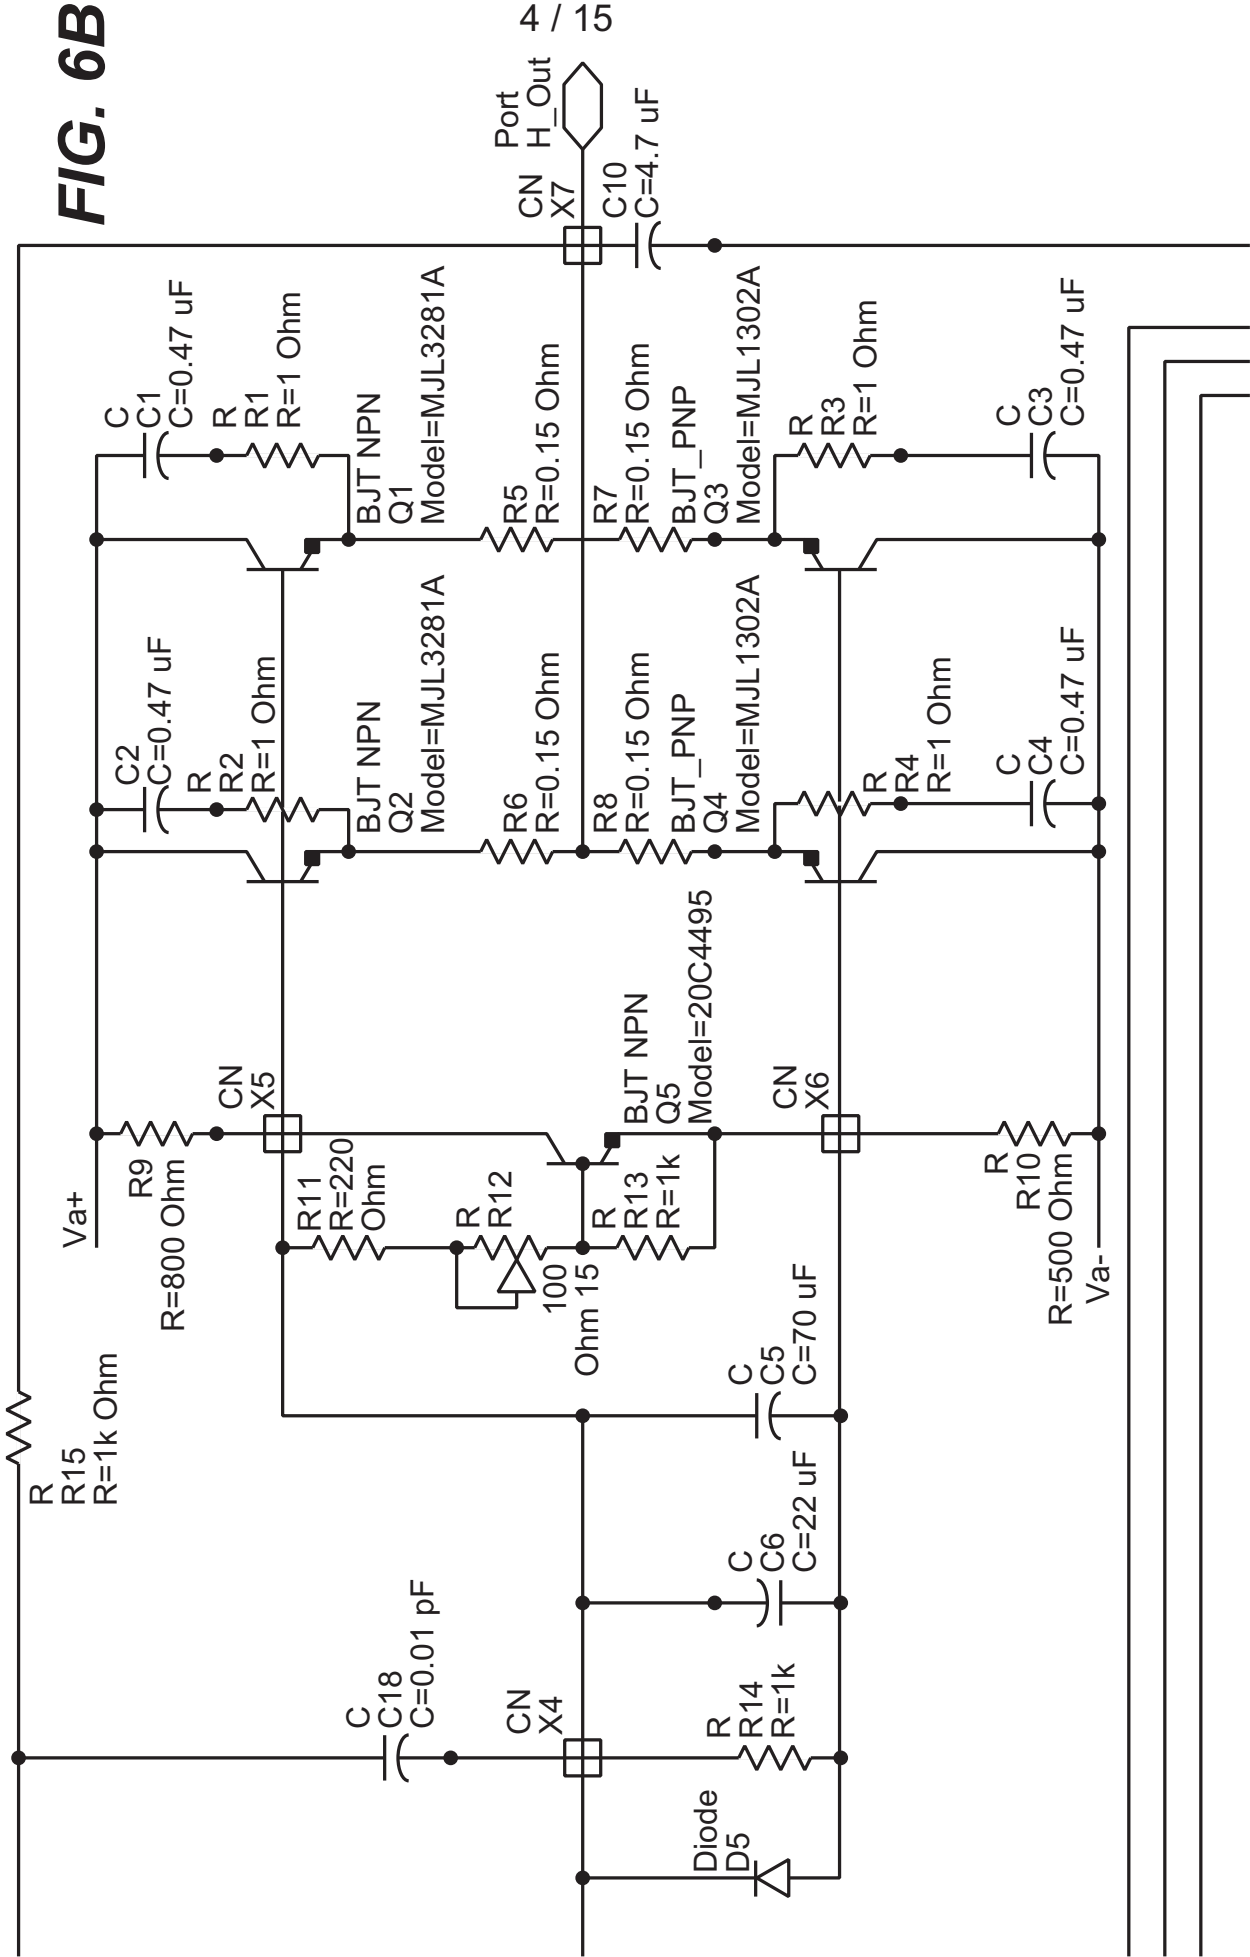 4 / 15
FIG. 6B
R
R15
R=1k Ohm
Va+
R9
R=800 Ohm
CN
X5
C2
C=0.47 uF
R
R2
R=1 Ohm
C
C1
C=0.47 uF
R
R1
R=1 Ohm
BJT NPN
Q2
Model=MJL3281A
BJT NPN
Q1
Model=MJL3281A
Port
H_Out
CN
X7
C10
C=4.7 uF
R6
R=0.15 Ohm
R5
R=0.15 Ohm
R8
R=0.15 Ohm
R7
R=0.15 Ohm
BJT_PNP
Q4
Model=MJL1302A
BJT_PNP
Q3
Model=MJL1302A
R
R4
R=1 Ohm
R
R3
R=1 Ohm
C
C4
C=0.47 uF
C
C3
C=0.47 uF
R11
R=220
Ohm
R
R12
100
Ohm 15
R
R13
R=1k
BJT NPN
Q5
Model=20C4495
CN
X6
R
R10
R=500 Ohm
Va-
C
C18
C=0.01 pF
CN
X4
Diode
D5
R
R14
R=1k
C
C6
C=22 uF
C
C5
C=70 uF